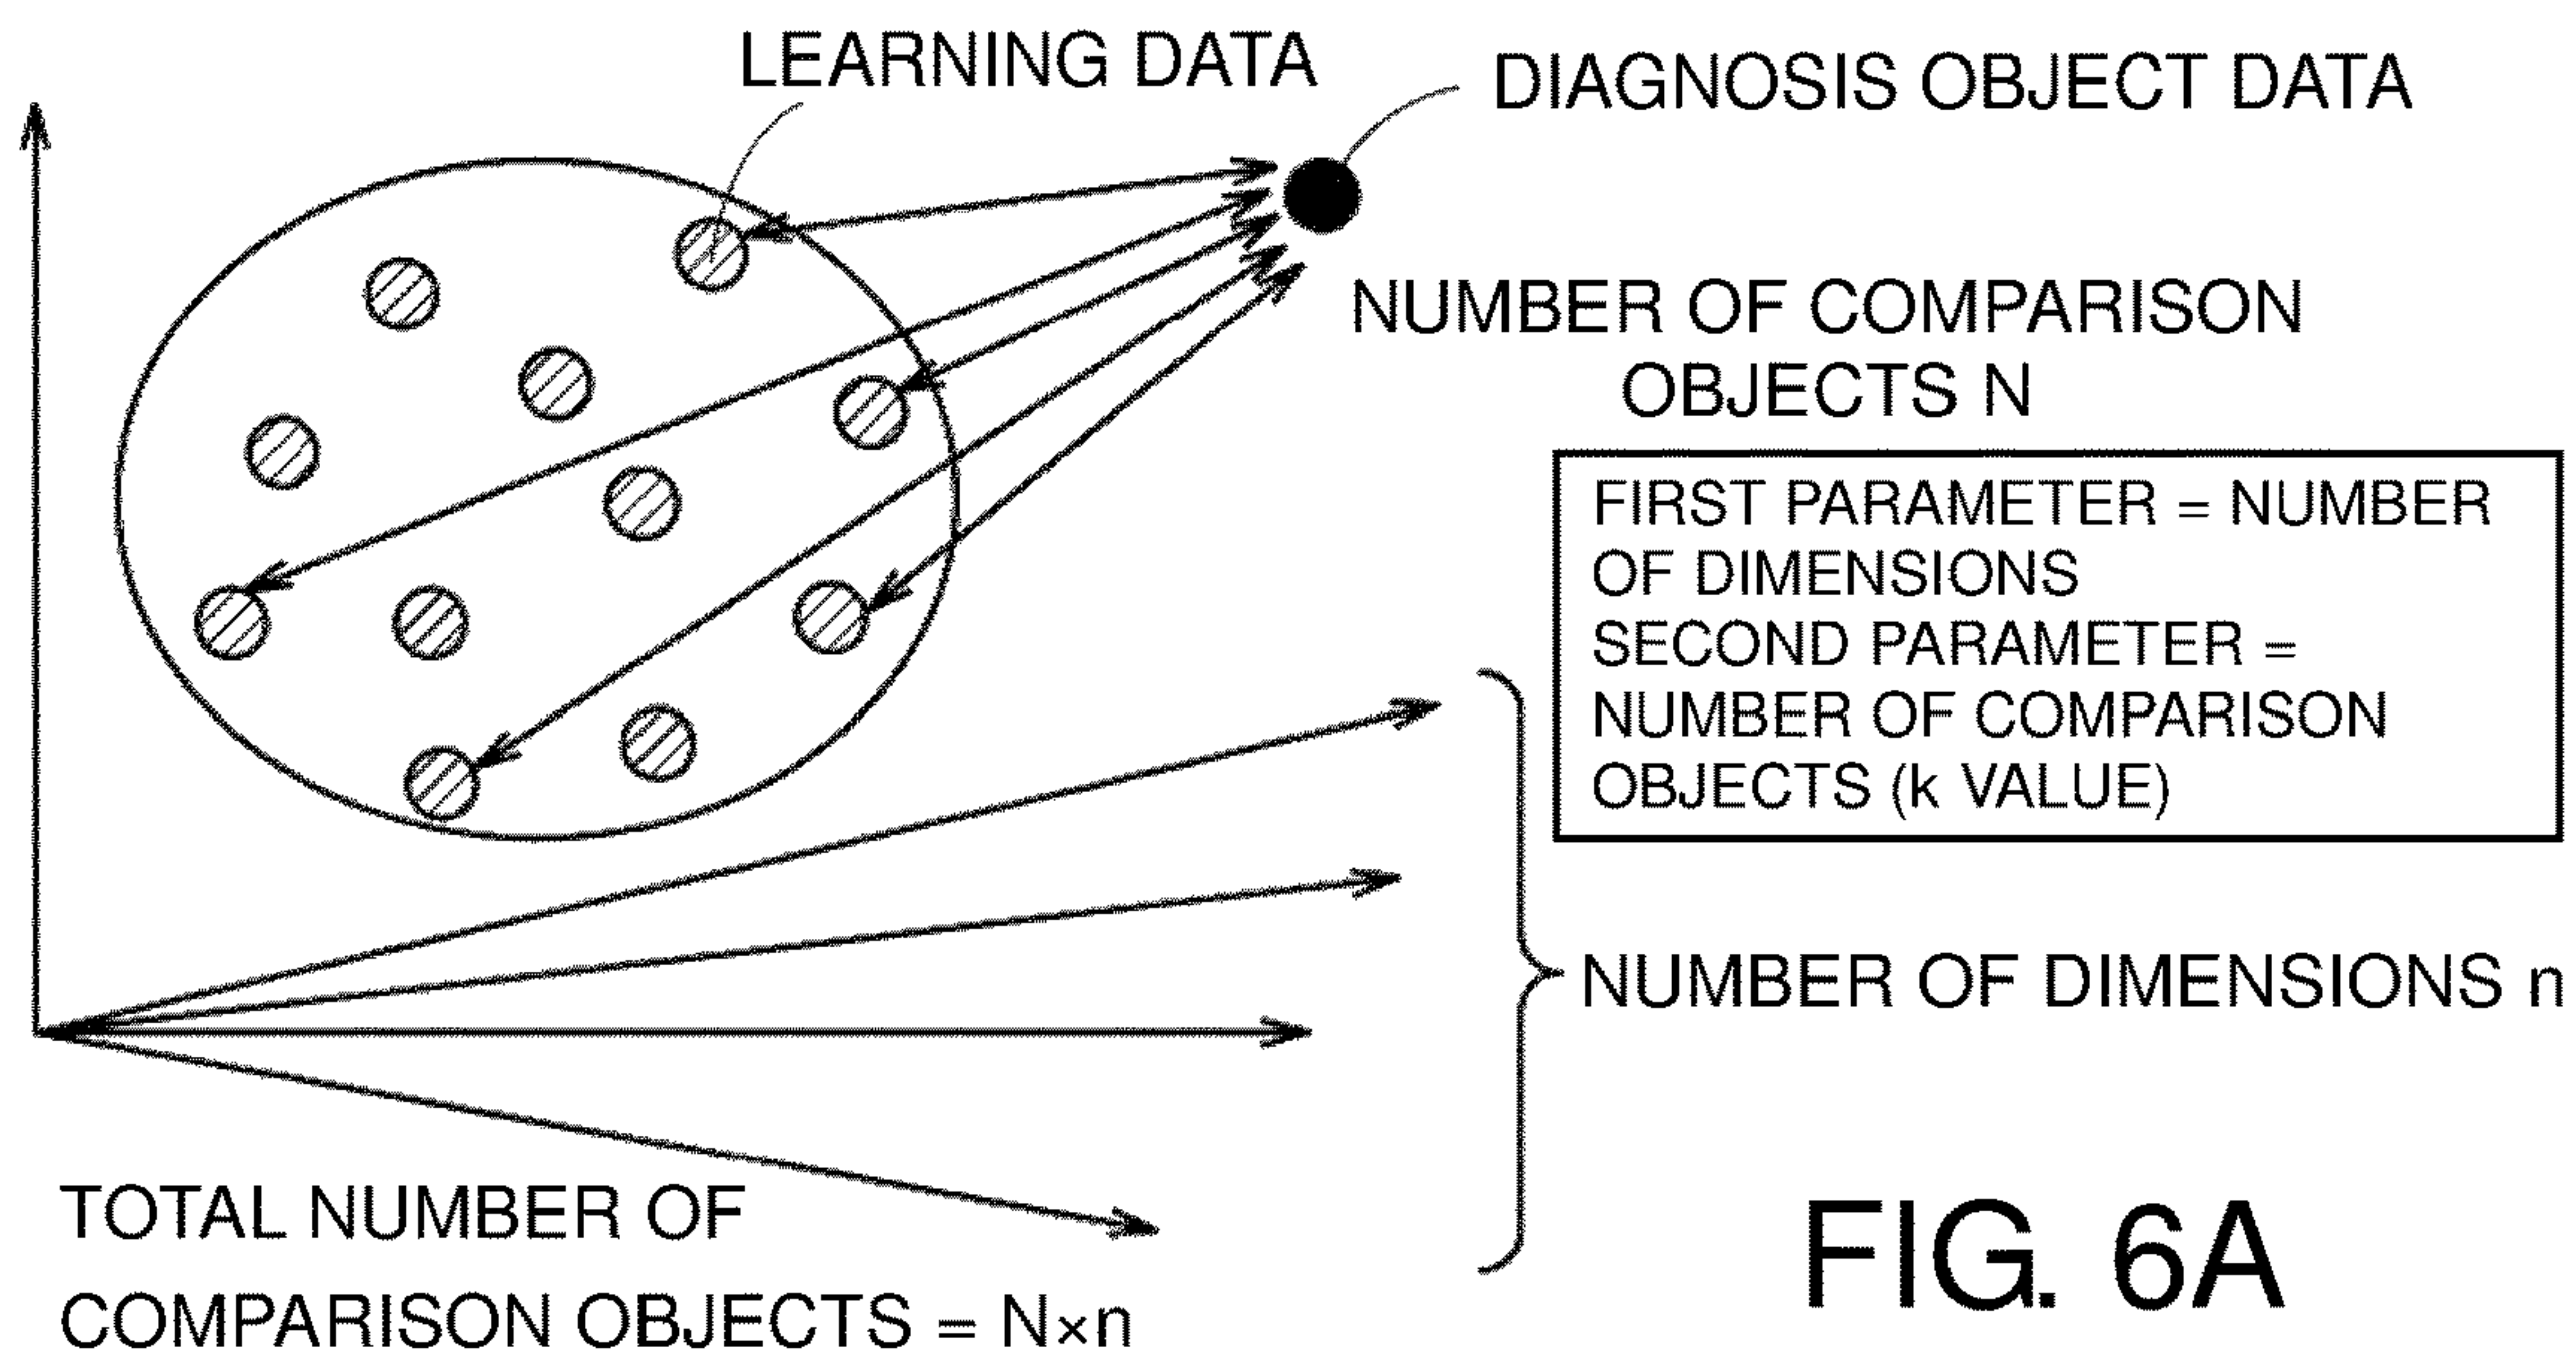 LEARNING DATA
DIAGNOSIS OBJECT DATA
NUMBER OF COMPARISON
OBJECTS N
FIRST PARAMETER = NUMBER
OF DIMENSIONS
SECOND PARAMETER =
NUMBER OF COMPARISON
OBJECTS (k VALUE)
NUMBER OF DIMENSIONS n
TOTAL NUMBER OF
COMPARISON OBJECTS = N×n
FIG. 6A